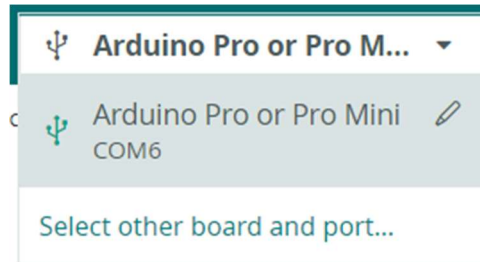 Arduino Pro or Pro M...
Arduino Pro or Pro Mini
COM6
Select other board and port...